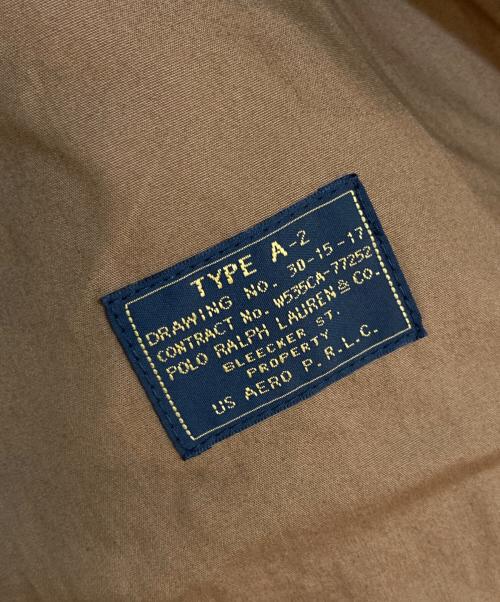 TYPE A-2
DRAWING No. 30-15-17
CONTRACT No. W535CA-77252
POLO RALPH LAUREN & CO.
BLEECKER ST.
PROPERTY
US AERO P.R.L.C.